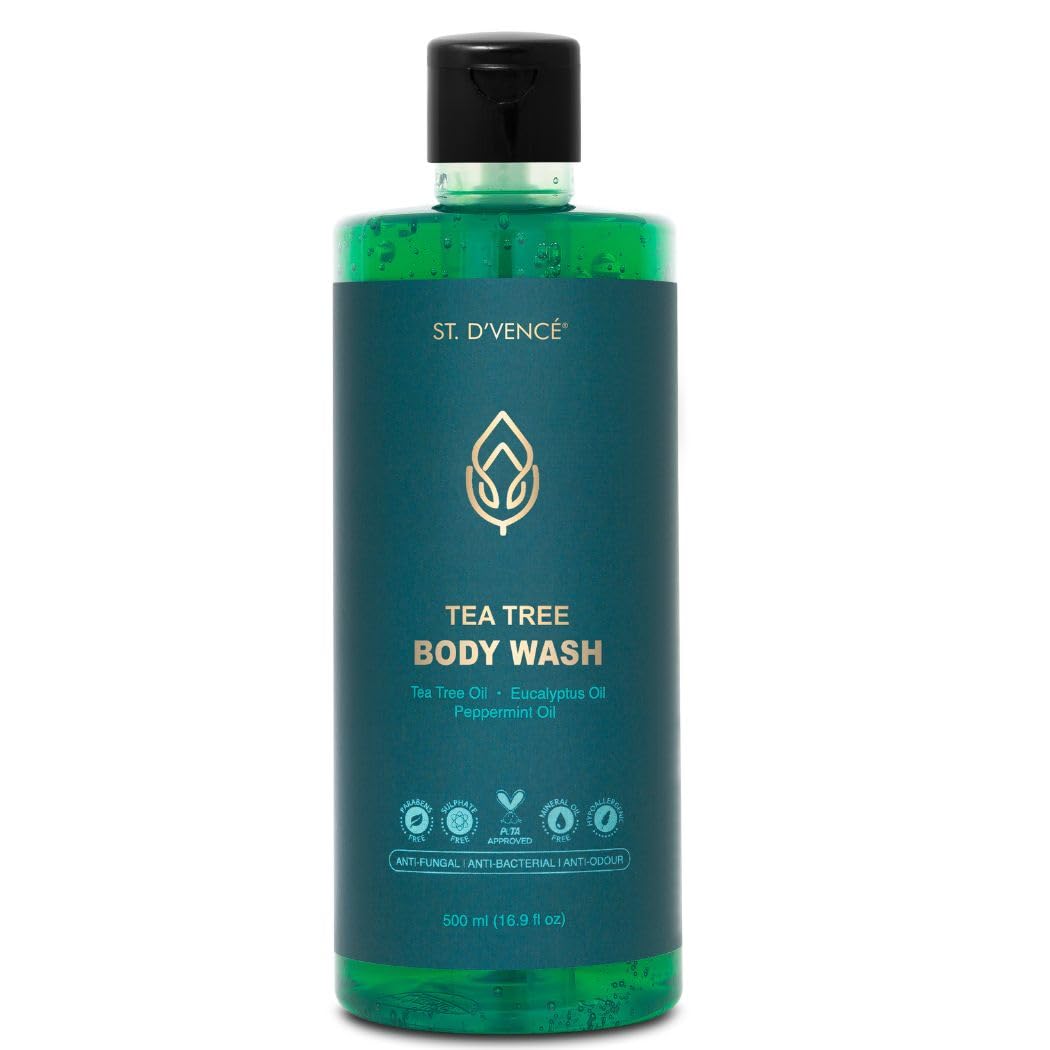 ST. D'VENCÉ®
TEA TREE
BODY WASH
Tea Tree Oil • Eucalyptus Oil
Peppermint Oil
PARABENS FREE
SULPHATE FREE
PeTA APPROVED
MINERAL OIL FREE
HYPOALLERGENIC
ANTI-FUNGAL | ANTI-BACTERIAL | ANTI-ODOUR
500 ml (16.9 fl oz)